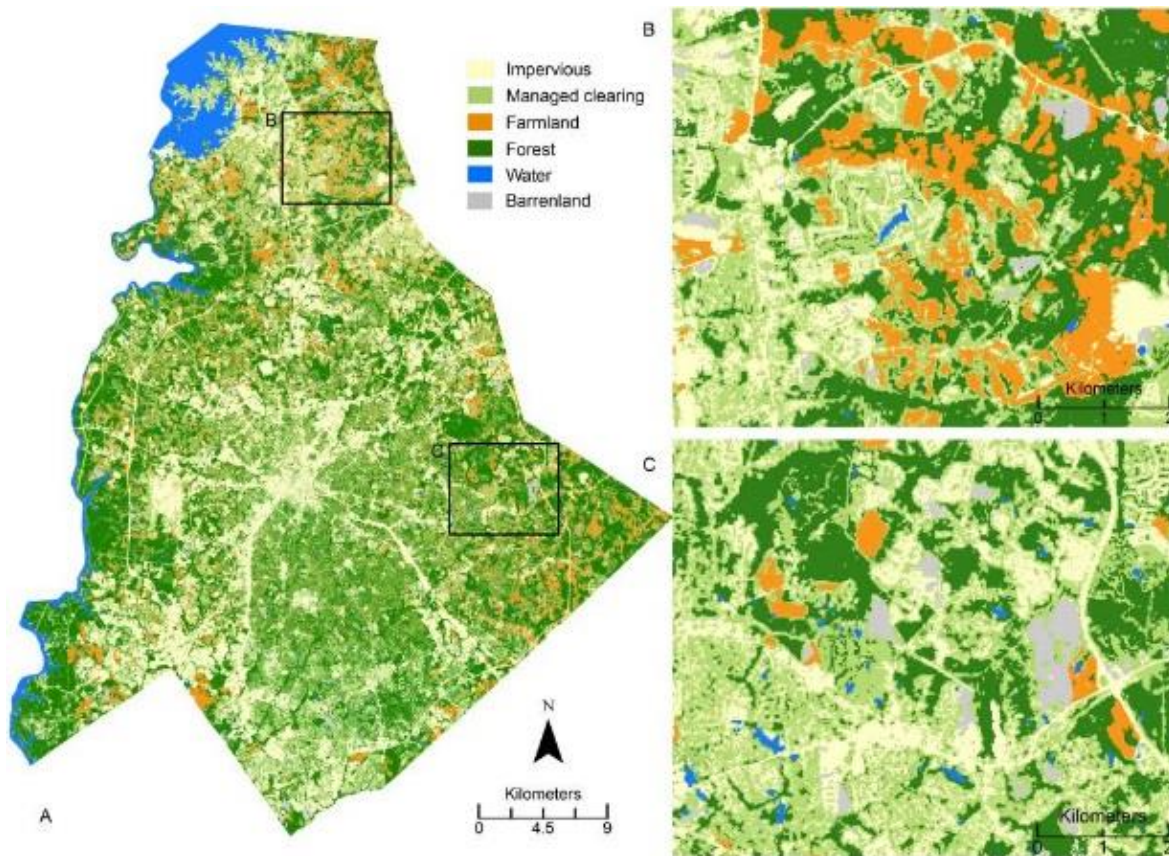 Impervious
Managed clearing
Farmland
Forest
Water
Barrenland
B
C
N
Kilometers
0 4.5 9
A
B
Kilometers
0 1
C
Kilometers
0 1